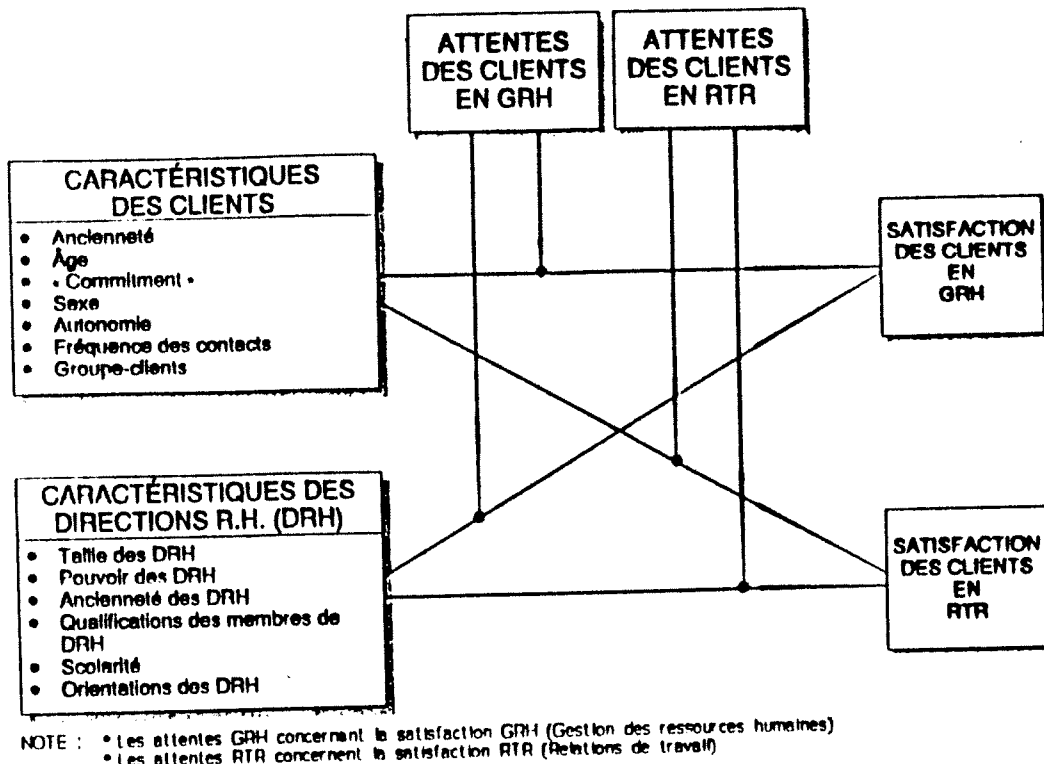 ATTENTES
DES CLIENTS
EN GRH
ATTENTES
DES CLIENTS
EN RTR
CARACTÉRISTIQUES
DES CLIENTS
• Ancienneté
• Âge
• « Commitment »
• Sexe
• Autonomie
• Fréquence des contacts
• Groupe-clients
SATISFACTION
DES CLIENTS
EN
GRH
CARACTÉRISTIQUES DES
DIRECTIONS R.H. (DRH)
• Taille des DRH
• Pouvoir des DRH
• Ancienneté des DRH
• Qualifications des membres de
DRH
• Scolarité
• Orientations des DRH
SATISFACTION
DES CLIENTS
EN
RTR
NOTE : • Les attentes GRH concernent la satisfaction GRH (Gestion des ressources humaines)
• Les attentes RTR concernent la satisfaction RTR (Relations de travail)